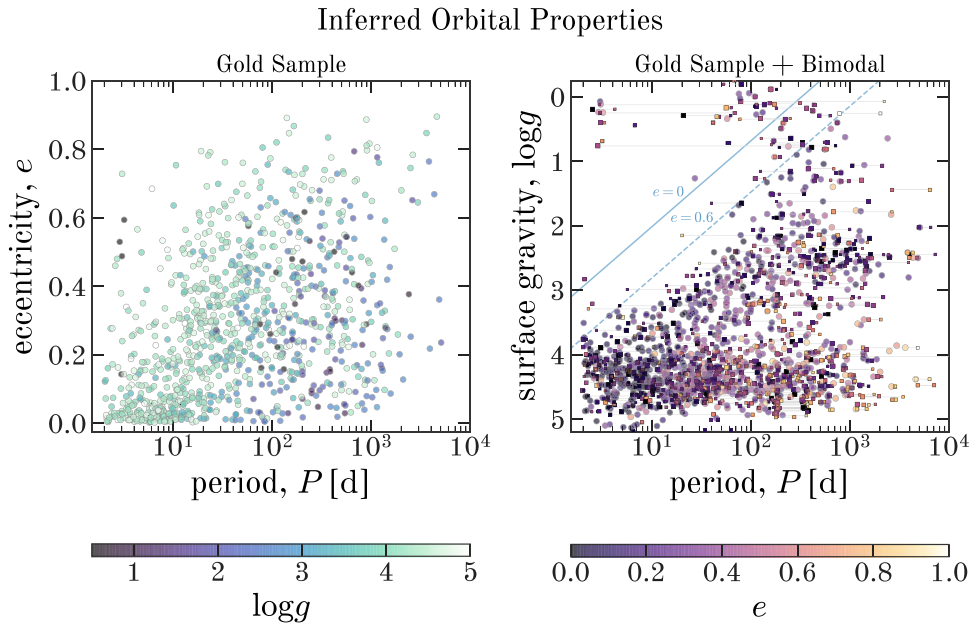 Inferred Orbital Properties
Gold Sample
1.0
0.8
0.6
0.4
0.2
0.0
eccentricity, e
10¹ 10² 10³ 10⁴
period, P [d]
1 2 3 4 5
logg
Gold Sample + Bimodal
0
1
2
3
4
5
surface gravity, logg
e = 0
e = 0.6
10¹ 10² 10³ 10⁴
period, P [d]
0.0 0.2 0.4 0.6 0.8 1.0
e